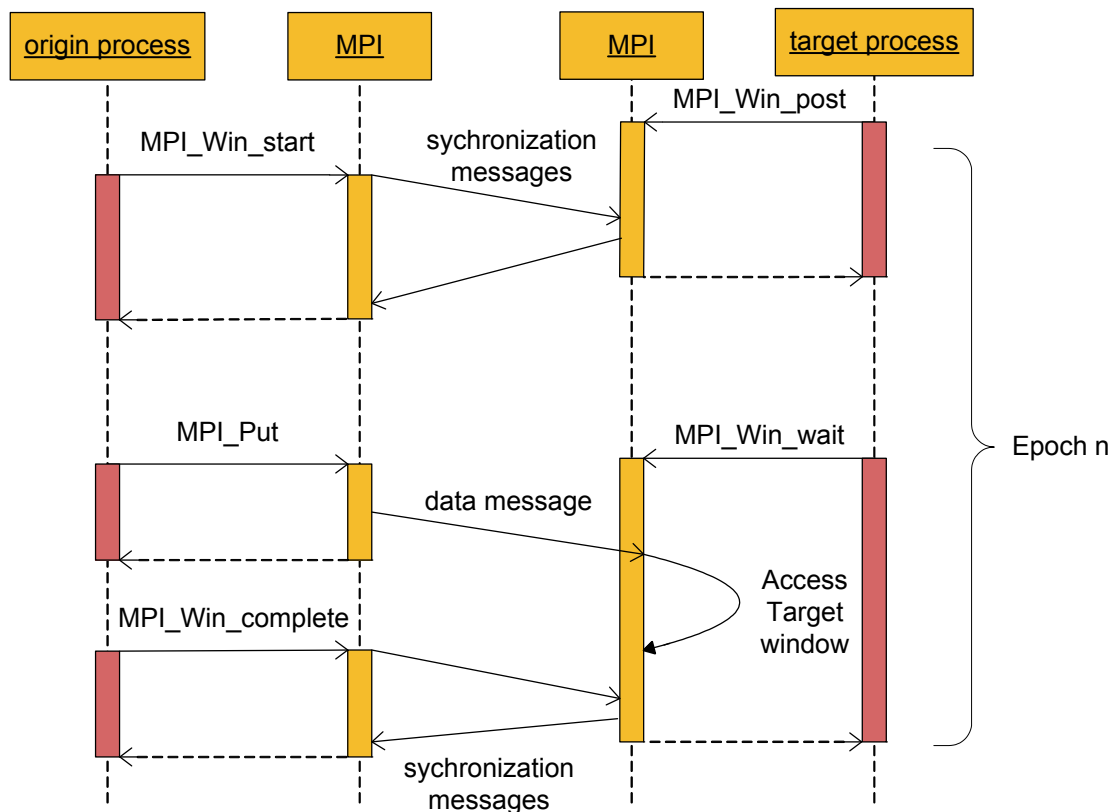 origin process
MPI
MPI
target process
MPI_Win_post
MPI_Win_start
sychronization
messages
MPI_Put
MPI_Win_wait
Epoch n
data message
Access
Target
window
MPI_Win_complete
sychronization
messages